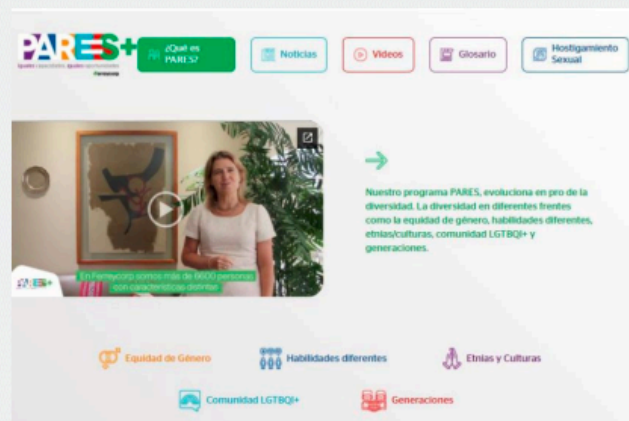 PARES+
¿Qué es
PARES?
Noticias
Videos
Glosario
Hostigamiento
Sexual
Nuestro programa PARES, evoluciona en pro de la
diversidad. La diversidad en diferentes frentes
como la equidad de género, habilidades diferentes,
etnias/culturas, comunidad LGTBQI+ y
generaciones.
En Ferreycorp somos más de 6600 personas
con características distintas
PARES+
Equidad de Género
Habilidades diferentes
Etnias y Culturas
Comunidad LGTBQI+
Generaciones